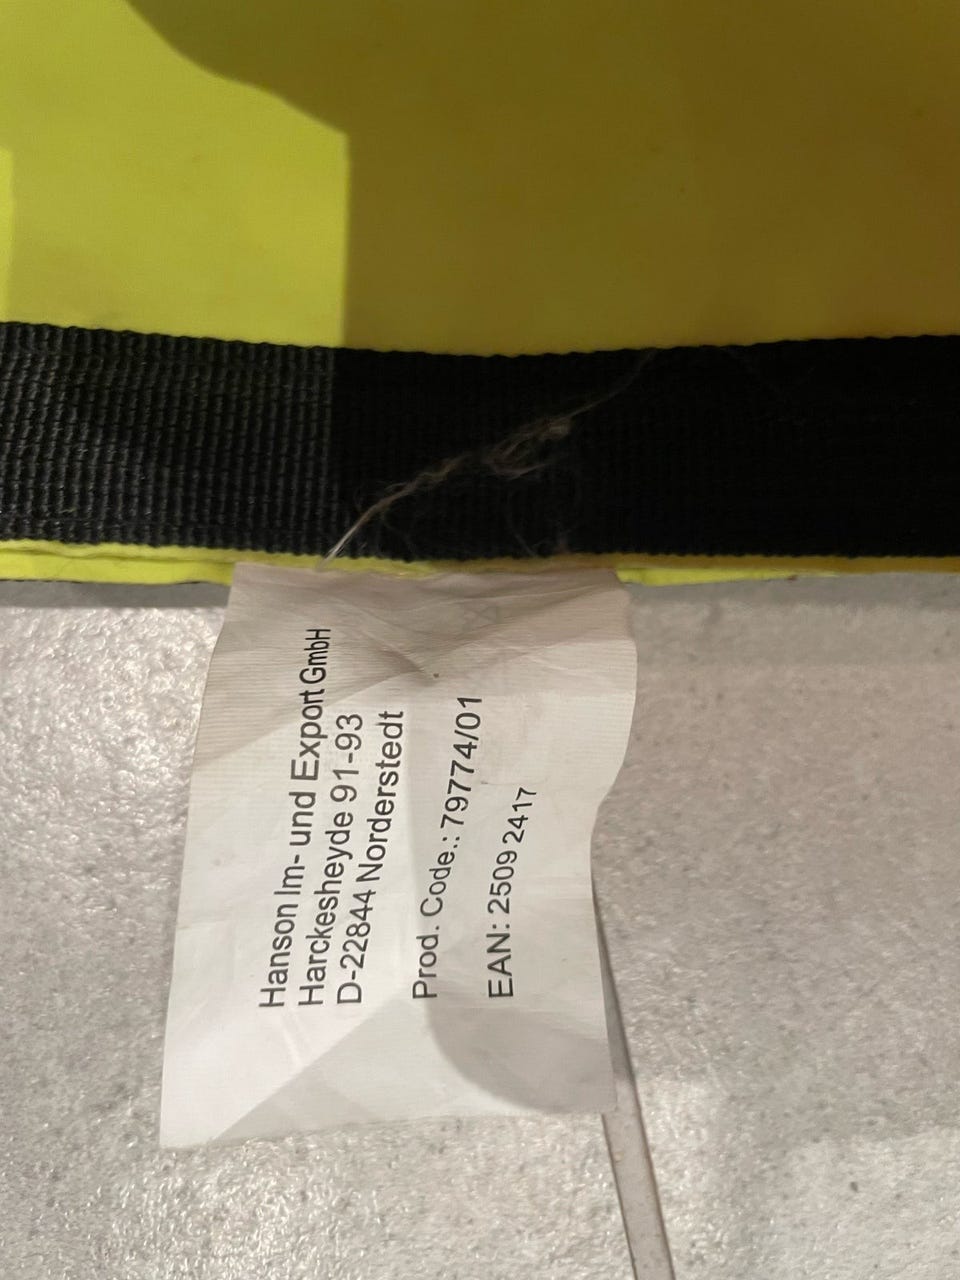 Hanson Im- und Export GmbH
Harckesheyde 91-93
D-22844 Norderstedt
Prod. Code.: 79774/01
EAN: 2509 2417